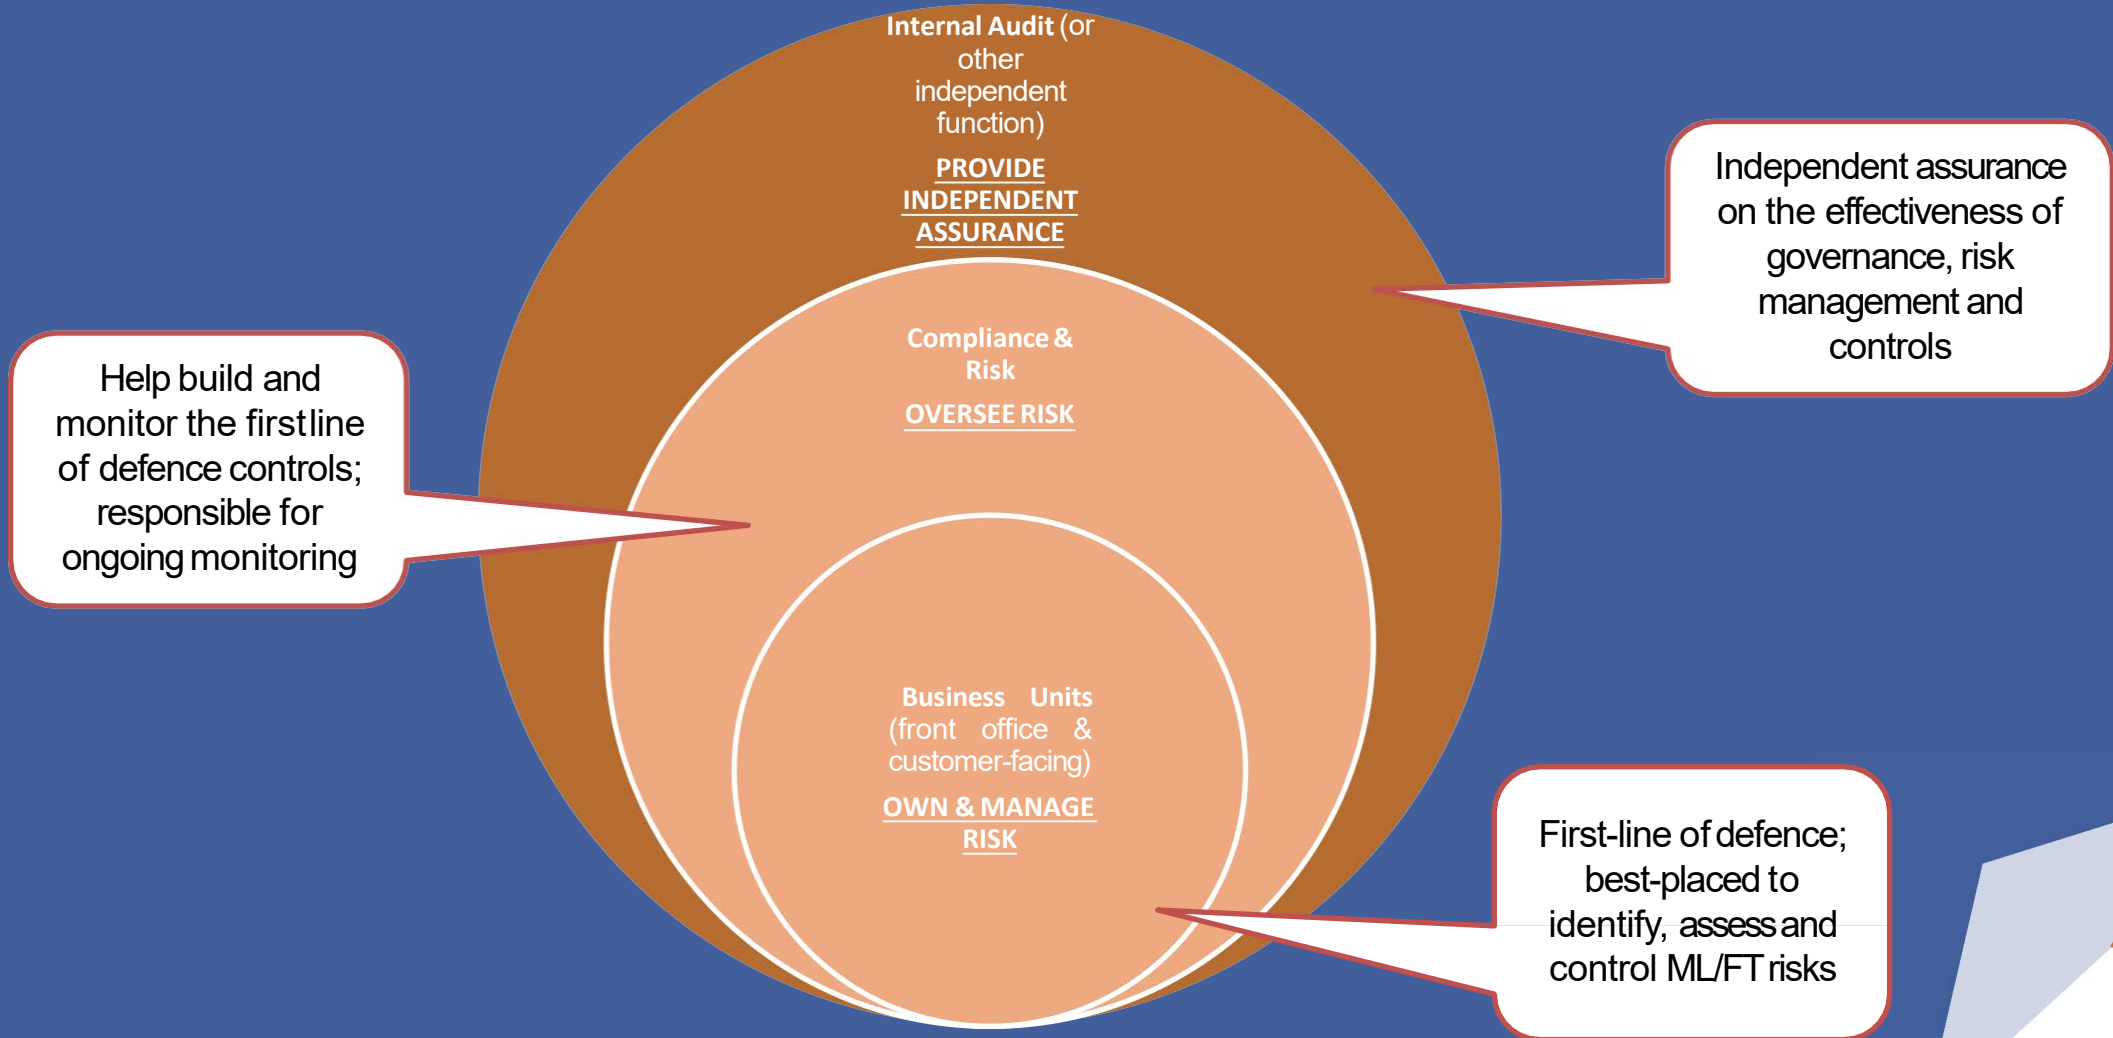 Internal Audit (or
other
independent
function)
PROVIDE
INDEPENDENT
ASSURANCE
Independent assurance
on the effectiveness of
governance, risk
management and
controls
Compliance &
Risk
OVERSEE RISK
Help build and
monitor the first line
of defence controls;
responsible for
ongoing monitoring
Business Units
(front office &
customer-facing)
OWN & MANAGE
RISK
First-line of defence;
best-placed to
identify, assess and
control ML/FT risks